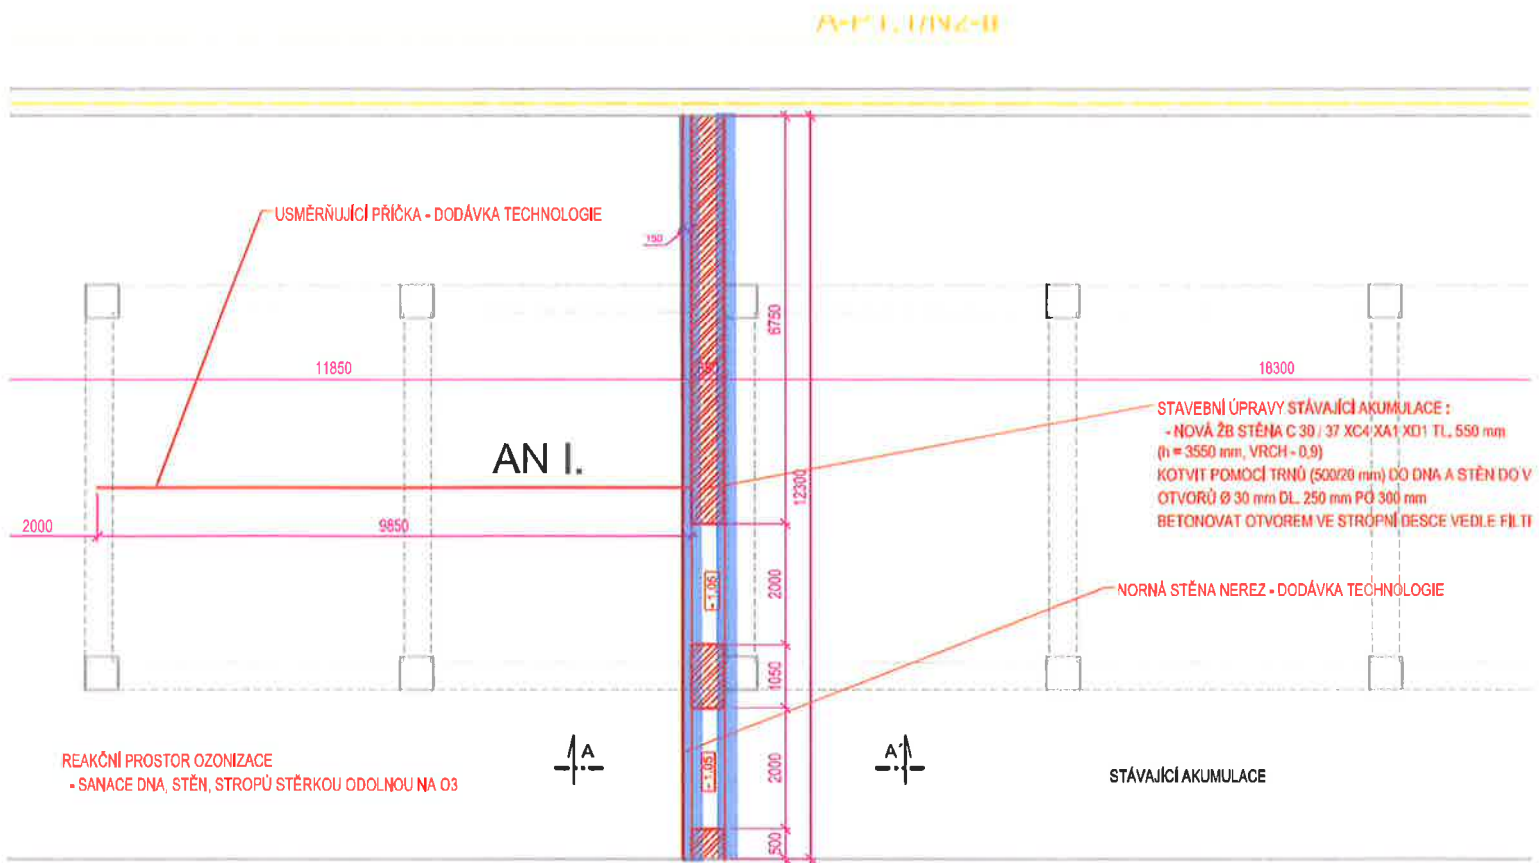 USMĚRŇUJÍCÍ PŘÍČKA - DODÁVKA TECHNOLOGIE
150
6750
11850
18300
STAVEBNÍ ÚPRAVY STÁVAJÍCÍ AKUMULACE :
- NOVÁ ŽB STĚNA C 30 / 37 XC4 XA1 XD1 TL. 550 mm
(h = 3550 mm, VRCH - 0,9)
KOTVIT POMOCÍ TRNŮ (500/20 mm) DO DNA A STĚN DO V
OTVORŮ Ø 30 mm DL. 250 mm PO 300 mm
BETONOVAT OTVOREM VE STROPNÍ DESCE VEDLE FILTR
AN I.
12300
2000
9850
- 1,05
2000
NORNÁ STĚNA NEREZ - DODÁVKA TECHNOLOGIE
1050
REAKČNÍ PROSTOR OZONIZACE
- SANACE DNA, STĚN, STROPŮ STĚRKOU ODOLNOU NA O3
A
A'
- 1,05
2000
STÁVAJÍCÍ AKUMULACE
500